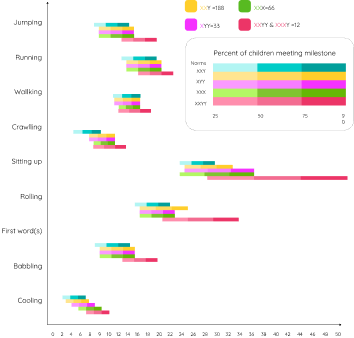 XXY =188
XXX=66
XYY=33
XXYY & XXXY =12
Percent of children meeting milestone
Norms
XXY
XYY
XXX
XXYY
25 50 75 9
0
Jumping
Running
Walking
Crawlling
Sitting up
Rolling
First word(s)
Babbling
Cooling
0 2 4 6 8 10 12 14 16 18 20 22 24 26 28 30 32 34 36 38 40 42 44 46 48 50